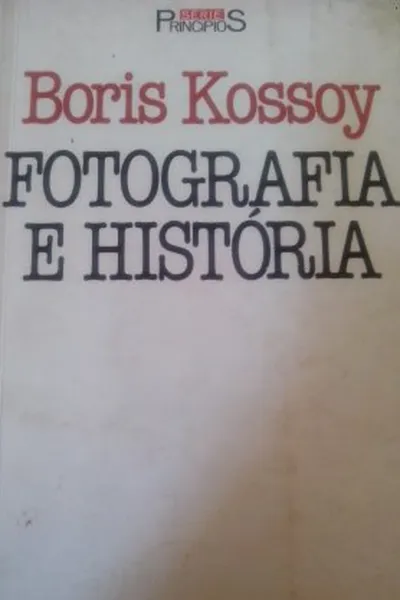 SÉRIE
PRINCÍPIOS
Boris Kossoy
FOTOGRAFIA
E HISTÓRIA